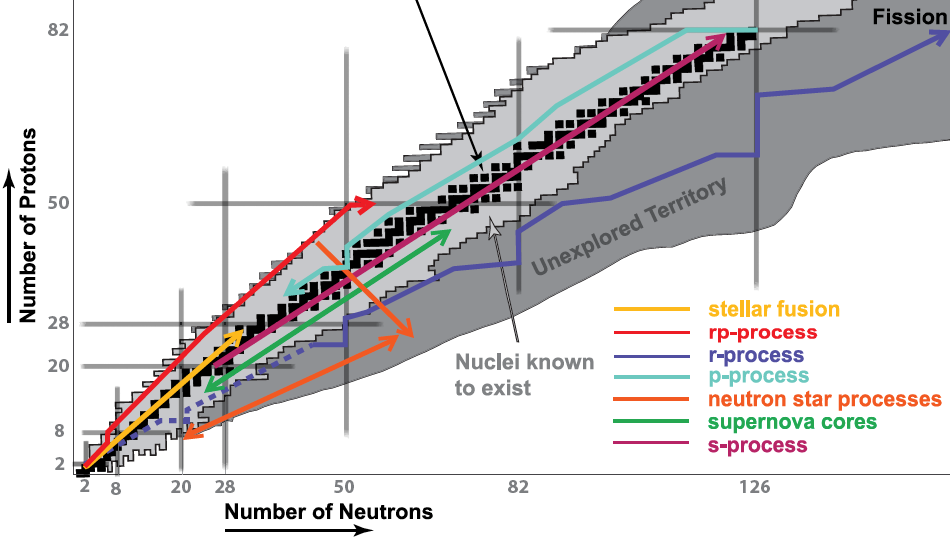 Fission
82
50
28
20
8
2
Number of Protons
Unexplored Territory
Nuclei known
to exist
stellar fusion
rp-process
r-process
p-process
neutron star processes
supernova cores
s-process
2 8 20 28 50 82 126
Number of Neutrons